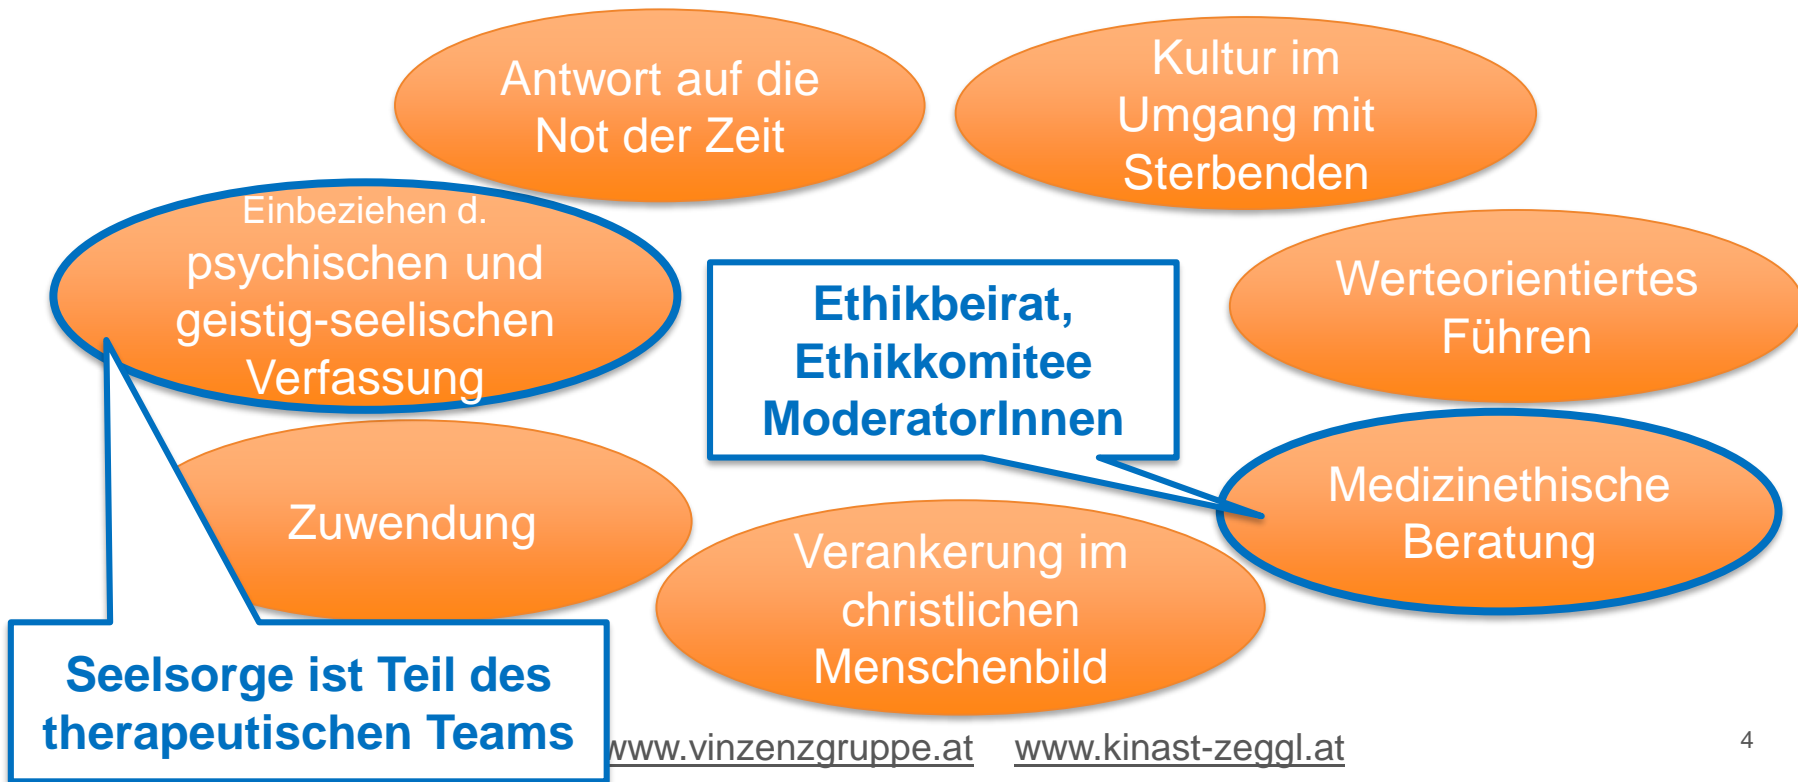 Antwort auf die
Not der Zeit
Kultur im
Umgang mit
Sterbenden
Einbeziehen d.
psychischen und
geistig-seelischen
Verfassung
Ethikbeirat,
Ethikkomitee
ModeratorInnen
Werteorientiertes
Führen
Zuwendung
Verankerung im
christlichen
Menschenbild
Medizinethische
Beratung
Seelsorge ist Teil des
therapeutischen Teams
www.vinzenzgruppe.at www.kinast-zeggl.at
4